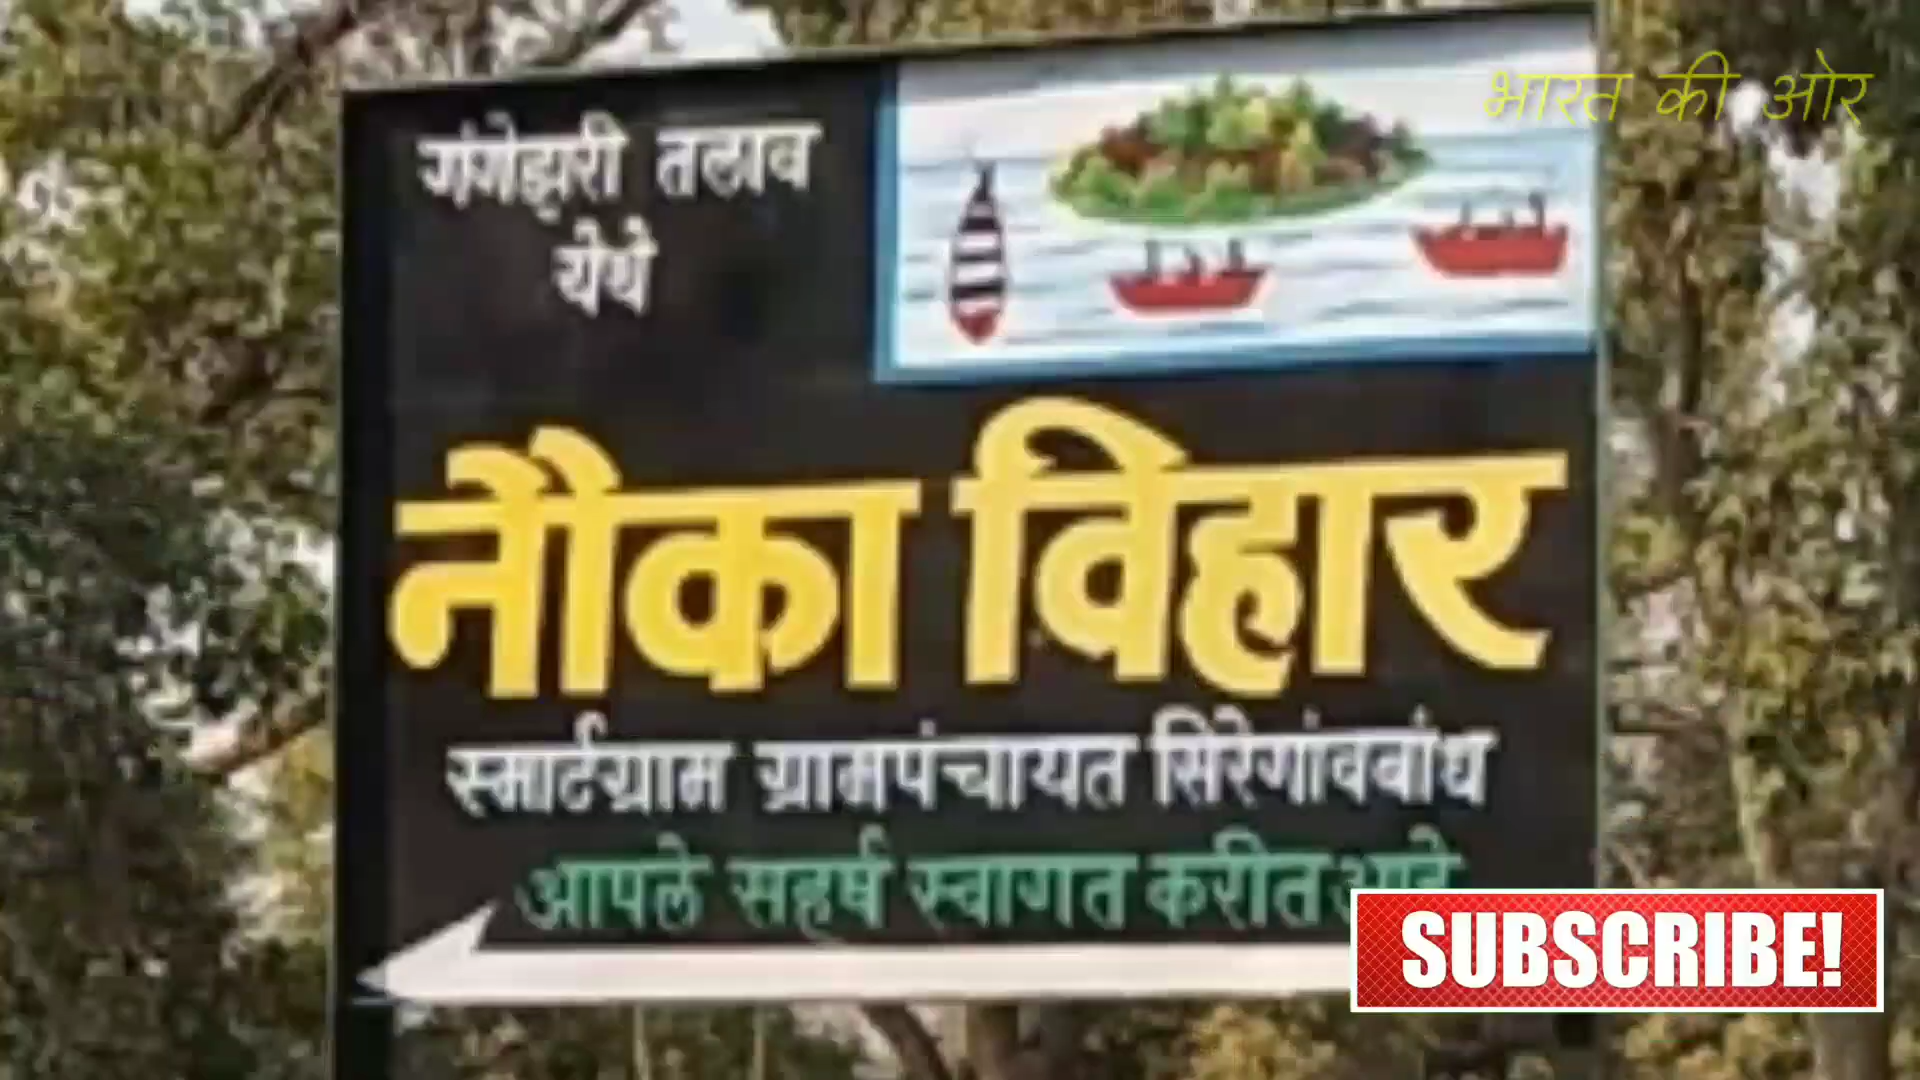 भारत की ओर
गंगेझरी तलाव
येथे
नौका विहार
स्मार्टग्राम ग्रामपंचायत सिरेगांवबांध
आपले सहर्ष स्वागत करीत आहे
SUBSCRIBE!